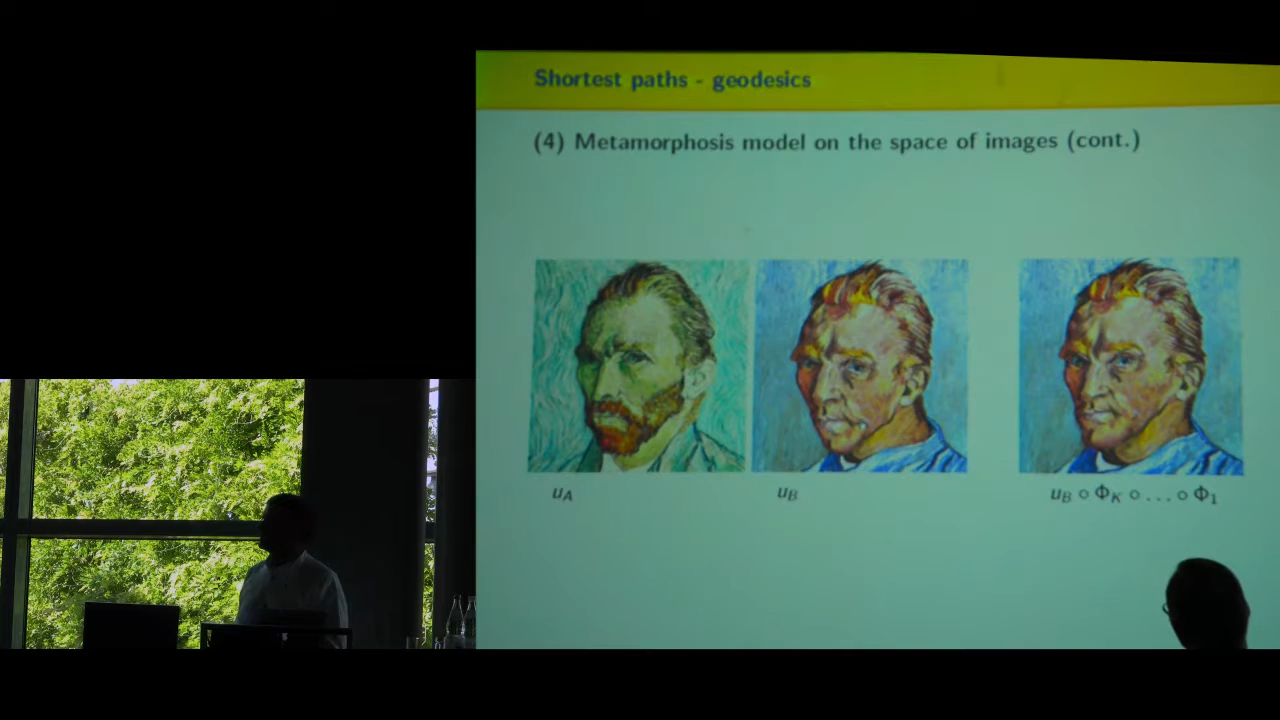 Shortest paths - geodesics
(4) Metamorphosis model on the space of images (cont.)
u_A
u_B
u_B ∘ Φ_K ∘ … ∘ Φ_1